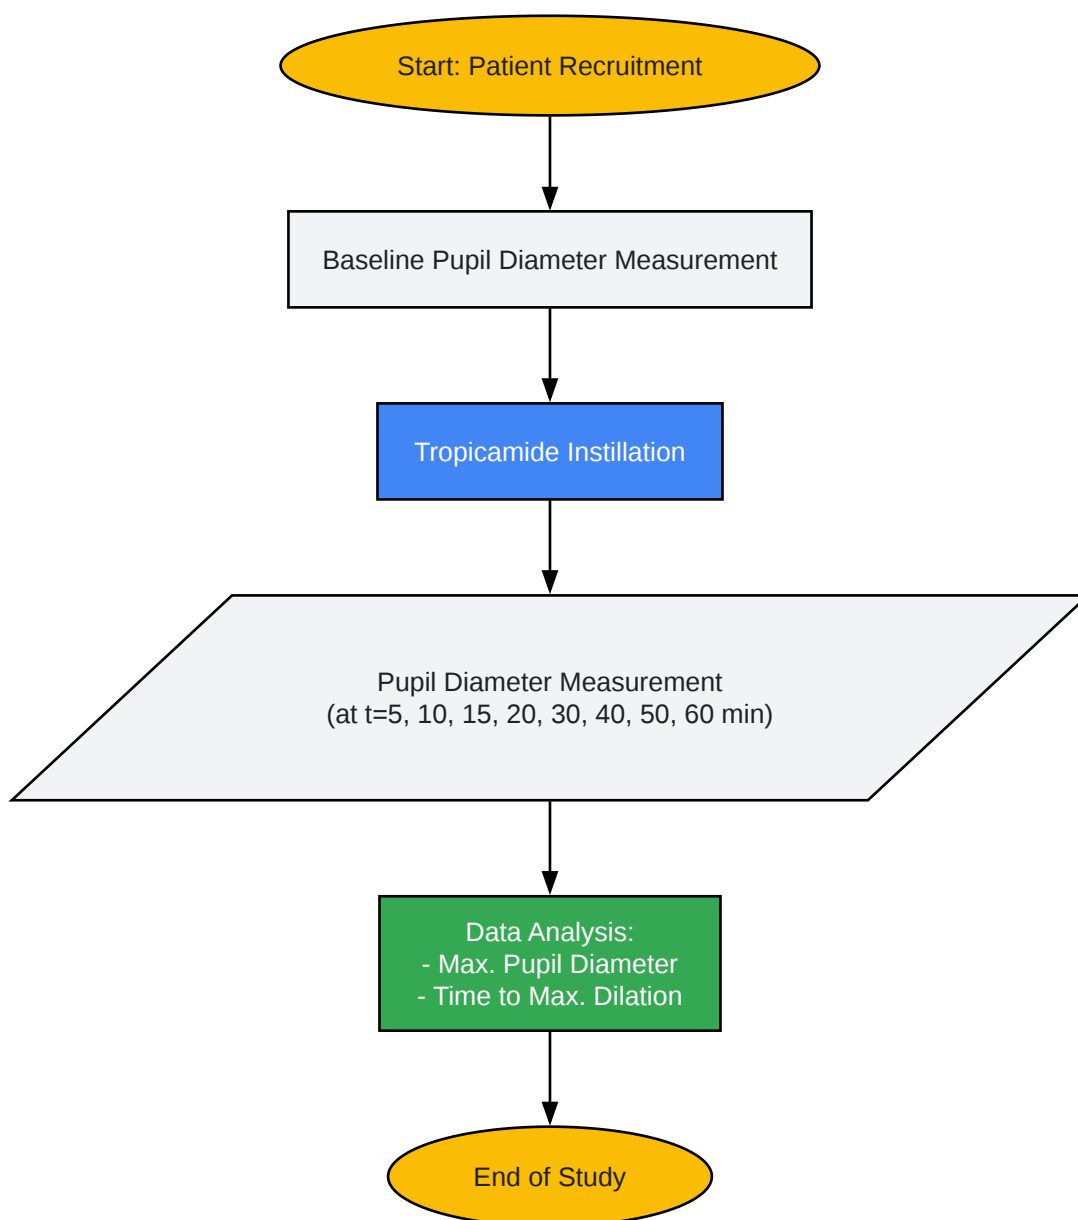 Start: Patient Recruitment
Baseline Pupil Diameter Measurement
Tropicamide Instillation
Pupil Diameter Measurement
(at t=5, 10, 15, 20, 30, 40, 50, 60 min)
Data Analysis:
- Max. Pupil Diameter
- Time to Max. Dilation
End of Study